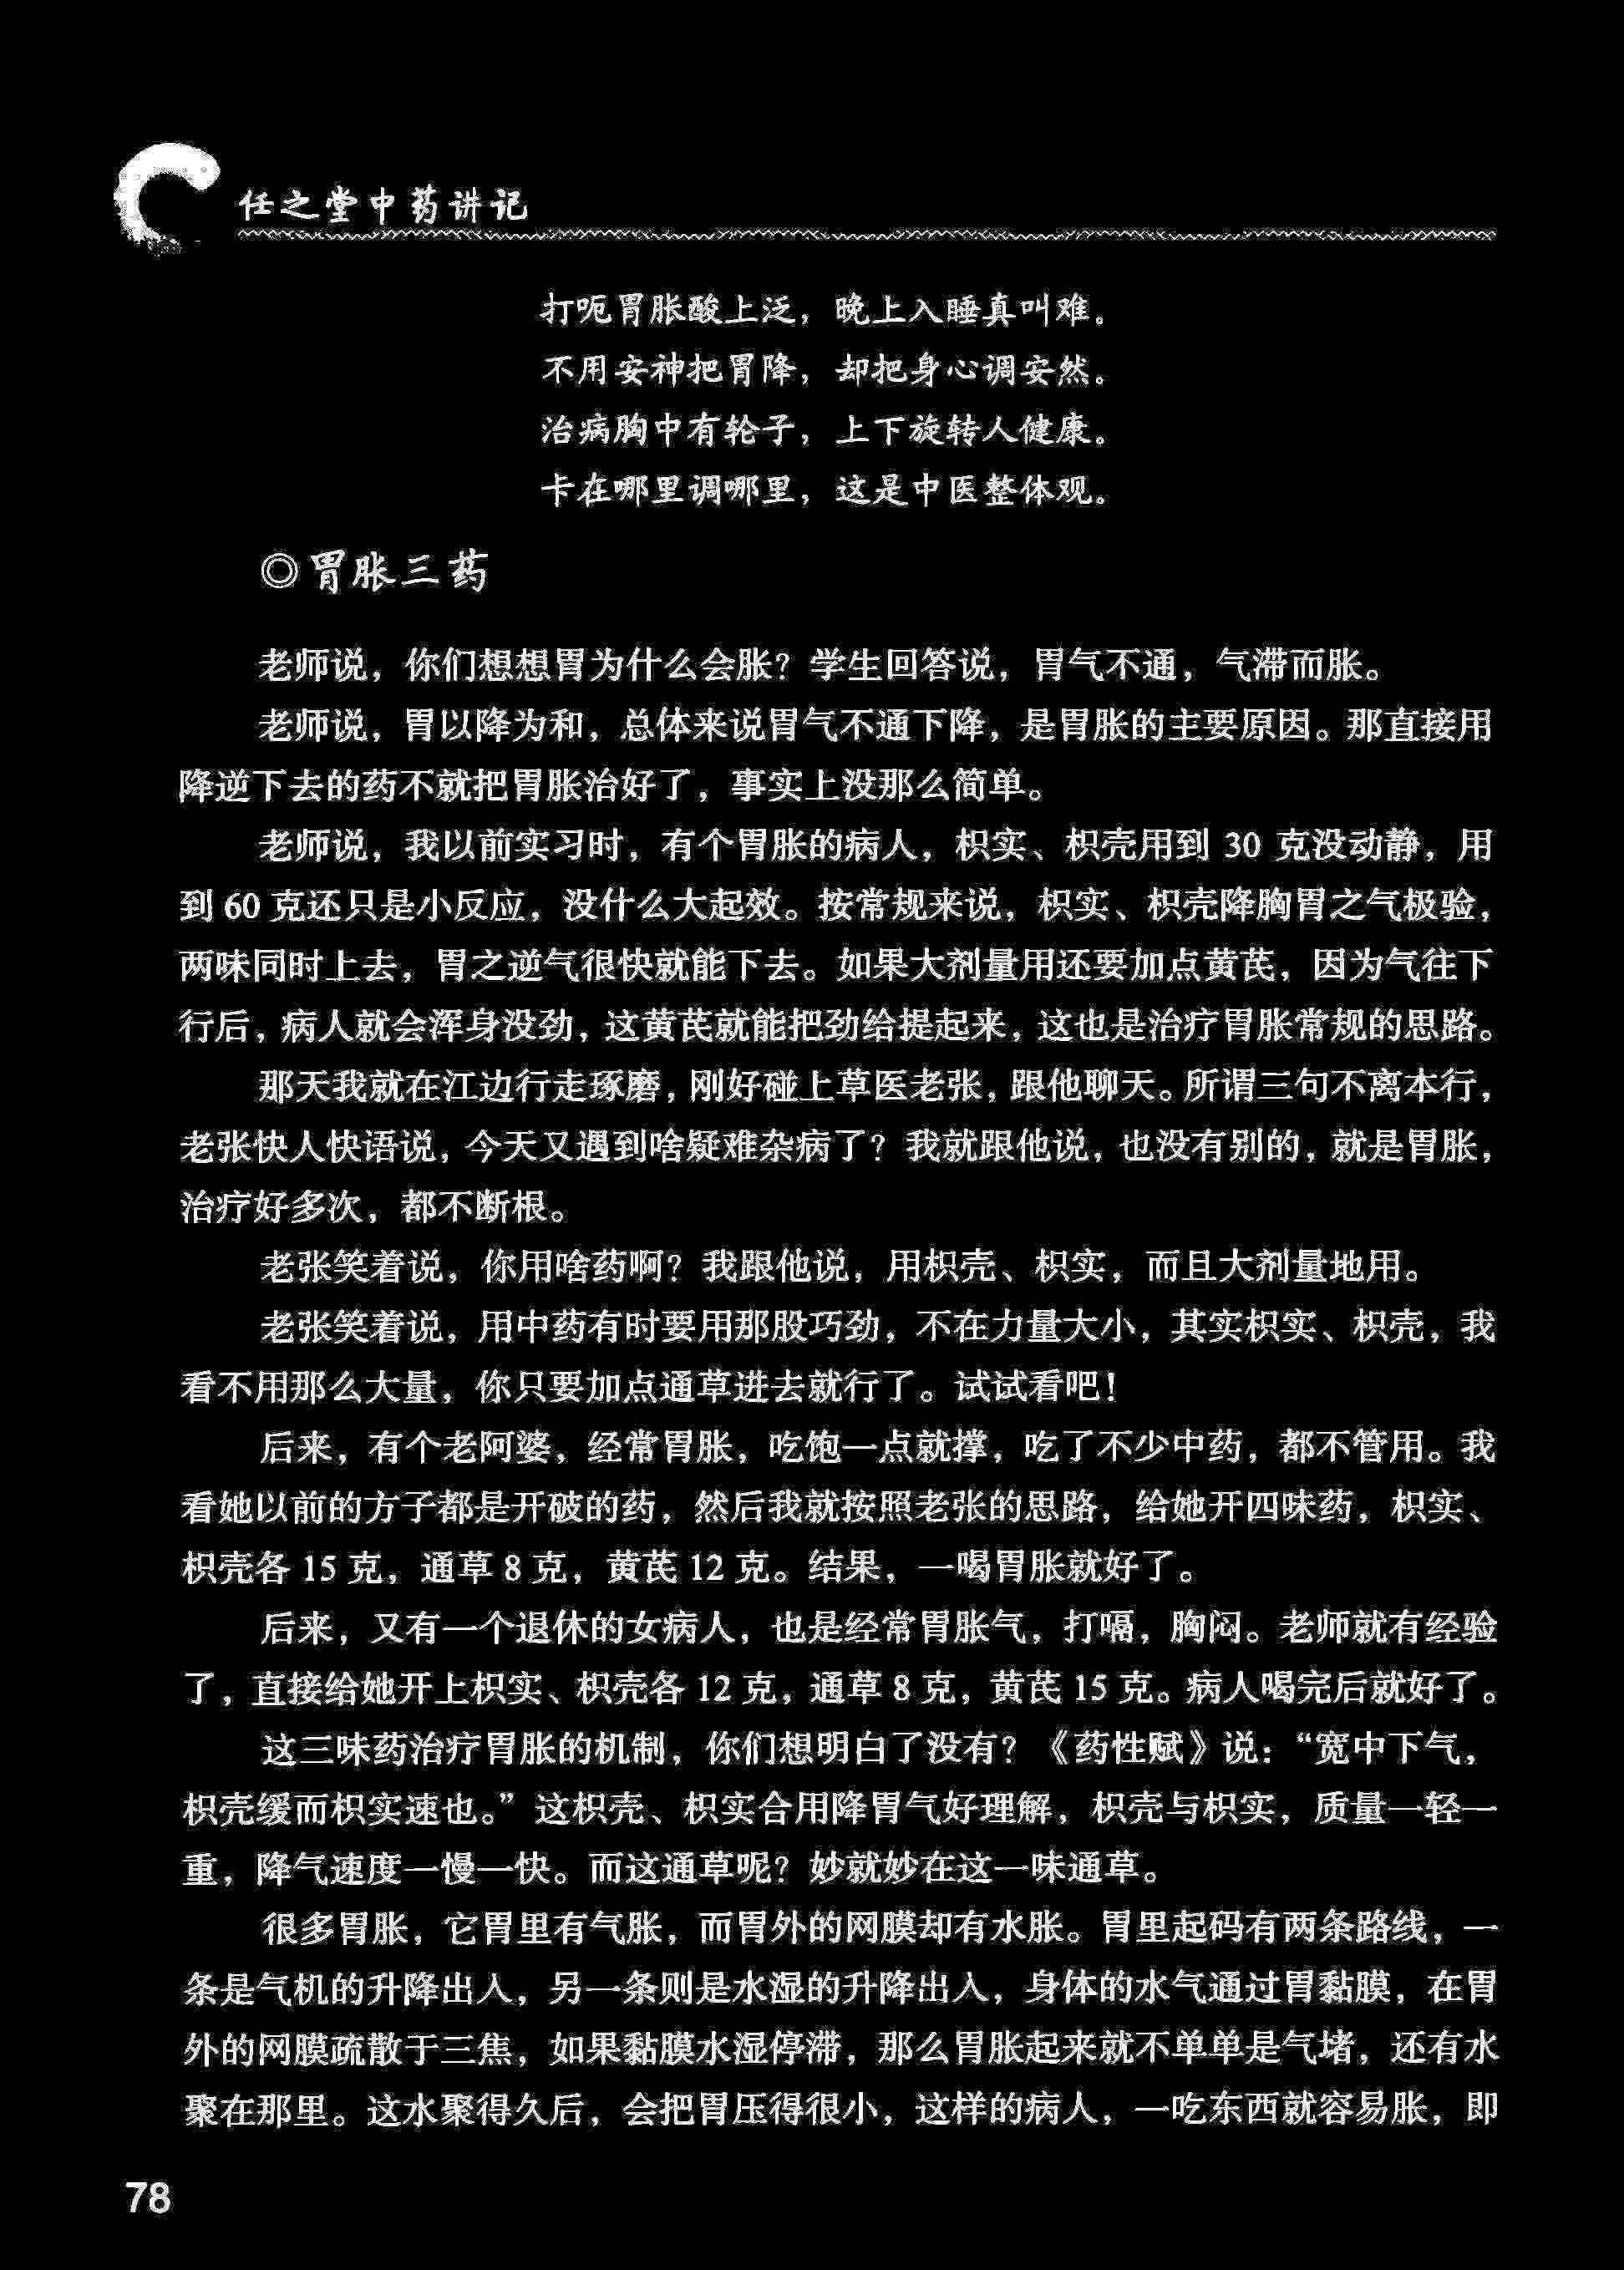 任之堂中药讲记
打呃胃胀酸上泛，晚上入睡真叫难。
不用安神把胃降，却把身心调安然。
治病胸中有轮子，上下旋转人健康。
卡在哪里调哪里，这是中医整体观。
◎胃胀三药
老师说，你们想想胃为什么会胀？学生回答说，胃气不通，气滞而胀。
老师说，胃以降为和，总体来说胃气不通下降，是胃胀的主要原因。那直接用
降逆下去的药不就把胃胀治好了，事实上没那么简单。
老师说，我以前实习时，有个胃胀的病人，枳实、枳壳用到 30 克没动静，用
到 60 克还只是小反应，没什么大起效。按常规来说，枳实、枳壳降胸胃之气极验，
两味同时上去，胃之逆气很快就能下去。如果大剂量用还要加点黄芪，因为气往下
行后，病人就会浑身没劲，这黄芪就能把劲给提起来，这也是治疗胃胀常规的思路。
那天我就在江边行走琢磨，刚好碰上草医老张，跟他聊天。所谓三句不离本行，
老张快人快语说，今天又遇到啥疑难杂病了？我就跟他说，也没有别的，就是胃胀，
治疗好多次，都不断根。
老张笑着说，你用啥药啊？我跟他说，用枳壳、枳实，而且大剂量地用。
老张笑着说，用中药有时要用那股巧劲，不在力量大小，其实枳实、枳壳，我
看不用那么大量，你只要加点通草进去就行了。试试看吧！
后来，有个老阿婆，经常胃胀，吃饱一点就撑，吃了不少中药，都不管用。我
看她以前的方子都是开破的药，然后我就按照老张的思路，给她开四味药，枳实、
枳壳各 15 克，通草 8 克，黄芪 12 克。结果，一喝胃胀就好了。
后来，又有一个退休的女病人，也是经常胃胀气，打嗝，胸闷。老师就有经验
了，直接给她开上枳实、枳壳各 12 克，通草 8 克，黄芪 15 克。病人喝完后就好了。
这三味药治疗胃胀的机制，你们想明白了没有？《药性赋》说：“宽中下气，
枳壳缓而枳实速也。”这枳壳、枳实合用降胃气好理解，枳壳与枳实，质量一轻一
重，降气速度一慢一快。而这通草呢？妙就妙在这一味通草。
很多胃胀，它胃里有气胀，而胃外的网膜却有水胀。胃里起码有两条路线，一
条是气机的升降出入，另一条则是水湿的升降出入，身体的水气通过胃黏膜，在胃
外的网膜疏散于三焦，如果黏膜水湿停滞，那么胃胀起来就不单单是气堵，还有水
聚在那里。这水聚得久后，会把胃压得很小，这样的病人，一吃东西就容易胀，即
78